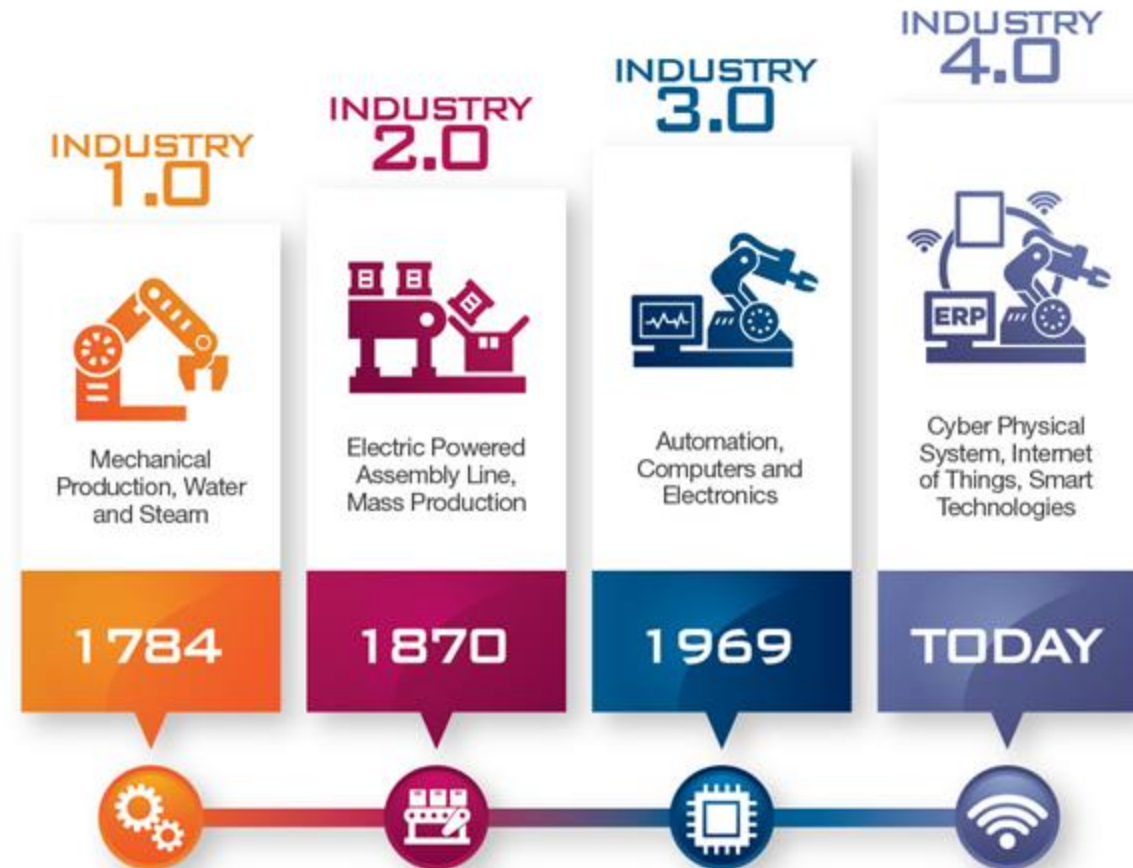 INDUSTRY
1.0
Mechanical
Production, Water
and Steam
1784
INDUSTRY
2.0
Electric Powered
Assembly Line,
Mass Production
1870
INDUSTRY
3.0
Automation,
Computers and
Electronics
1969
INDUSTRY
4.0
ERP
Cyber Physical
System, Internet
of Things, Smart
Technologies
TODAY